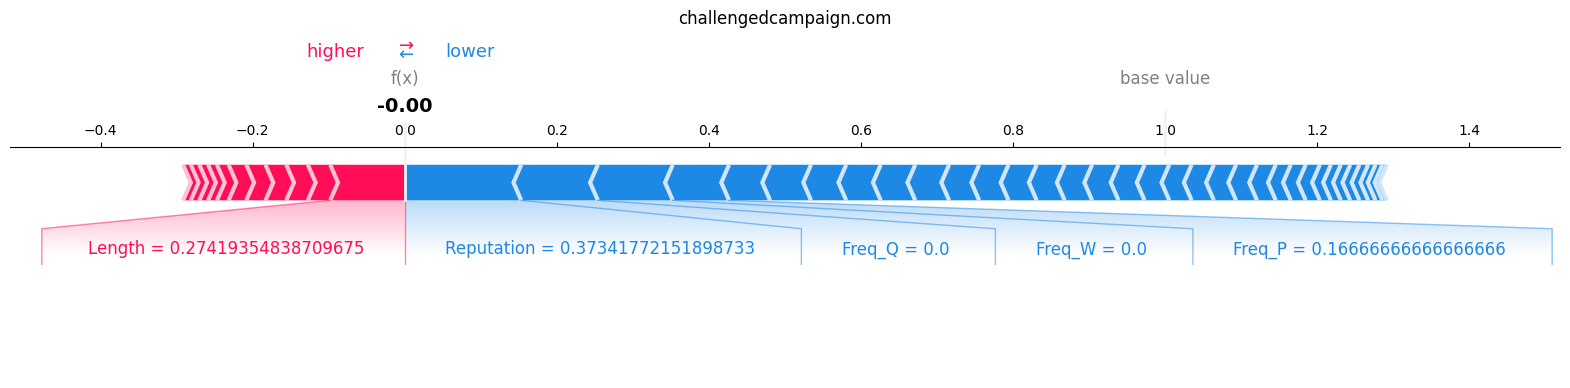 challengedcampaign.com
higher ⇄ lower
f(x) base value
-0.00
−0.4 −0.2 0.0 0.2 0.4 0.6 0.8 1.0 1.2 1.4
Length = 0.27419354838709675 Reputation = 0.37341772151898733 Freq_Q = 0.0 Freq_W = 0.0 Freq_P = 0.16666666666666666